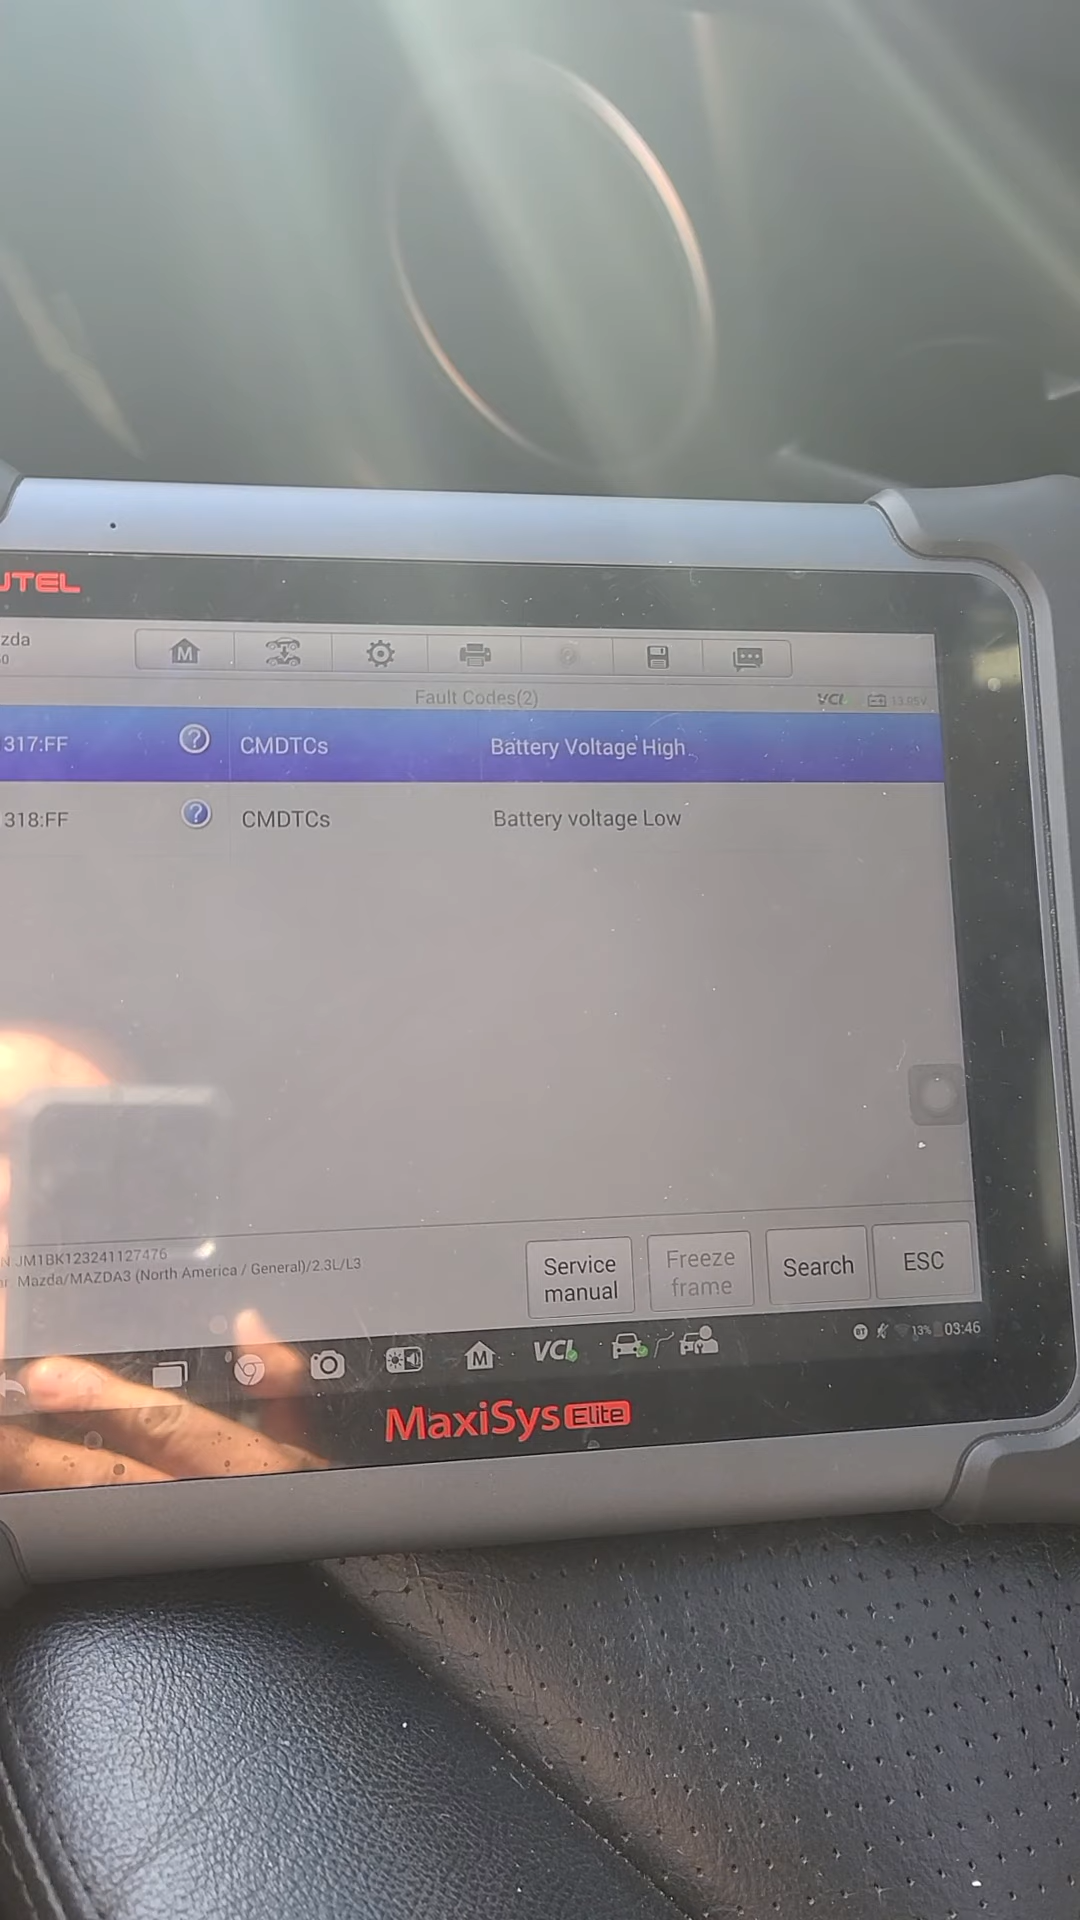 UTEL
zda
M
Fault Codes(2)
VCI
13.05V
317:FF ? CMDTCs Battery Voltage High
318:FF ? CMDTCs Battery voltage Low
N JM1BK123241127476
Mazda/MAZDA3 (North America / General)/2.3L/L3
Service manual
Freeze frame
Search
ESC
M
VCI
13%
03:46
MaxiSys Elite